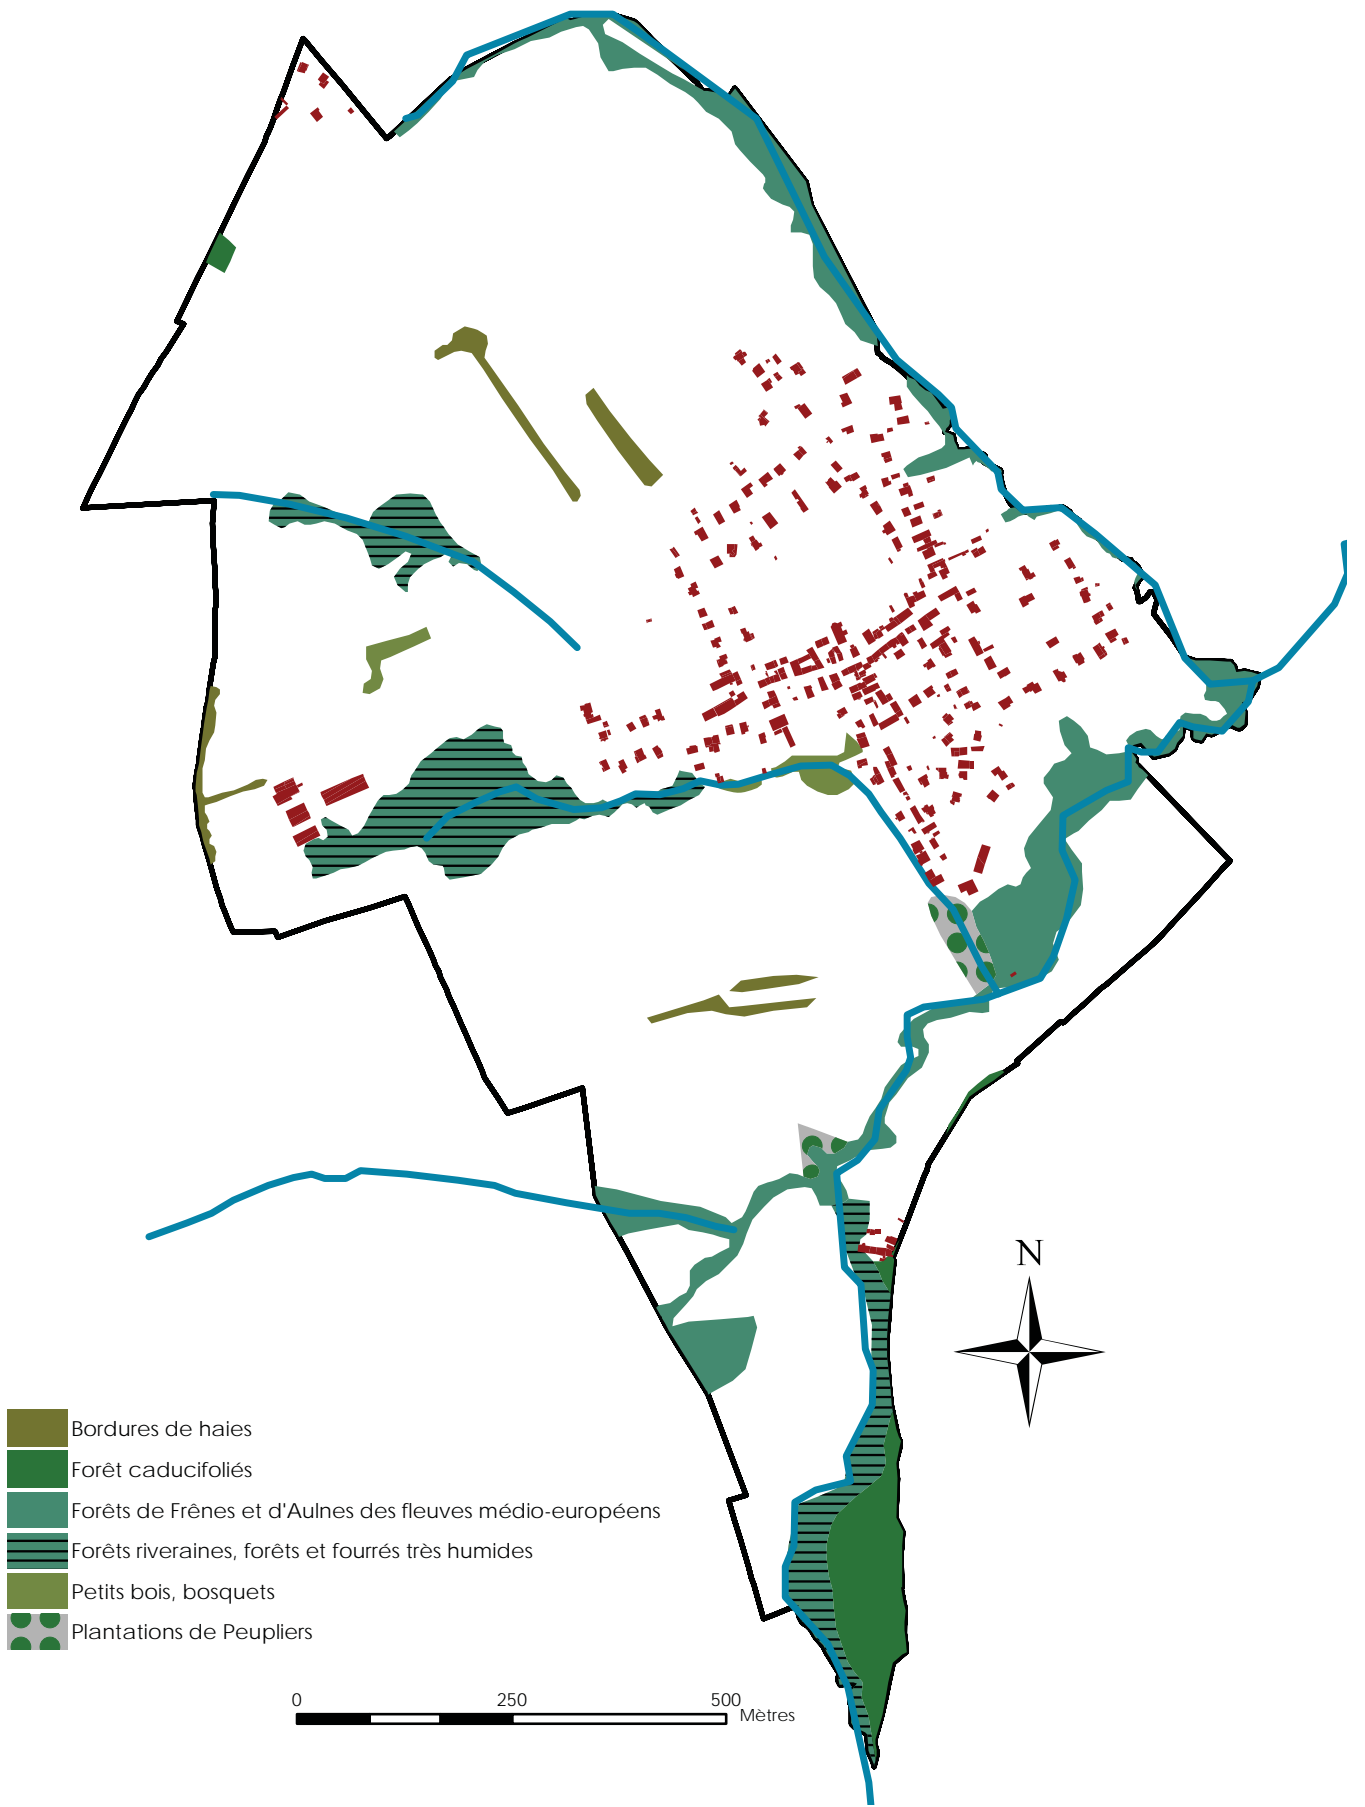 N
Bordures de haies
Forêt caducifoliés
Forêts de Frênes et d'Aulnes des fleuves médio-européens
Forêts riveraines, forêts et fourrés très humides
Petits bois, bosquets
Plantations de Peupliers
0 250 500
Mètres